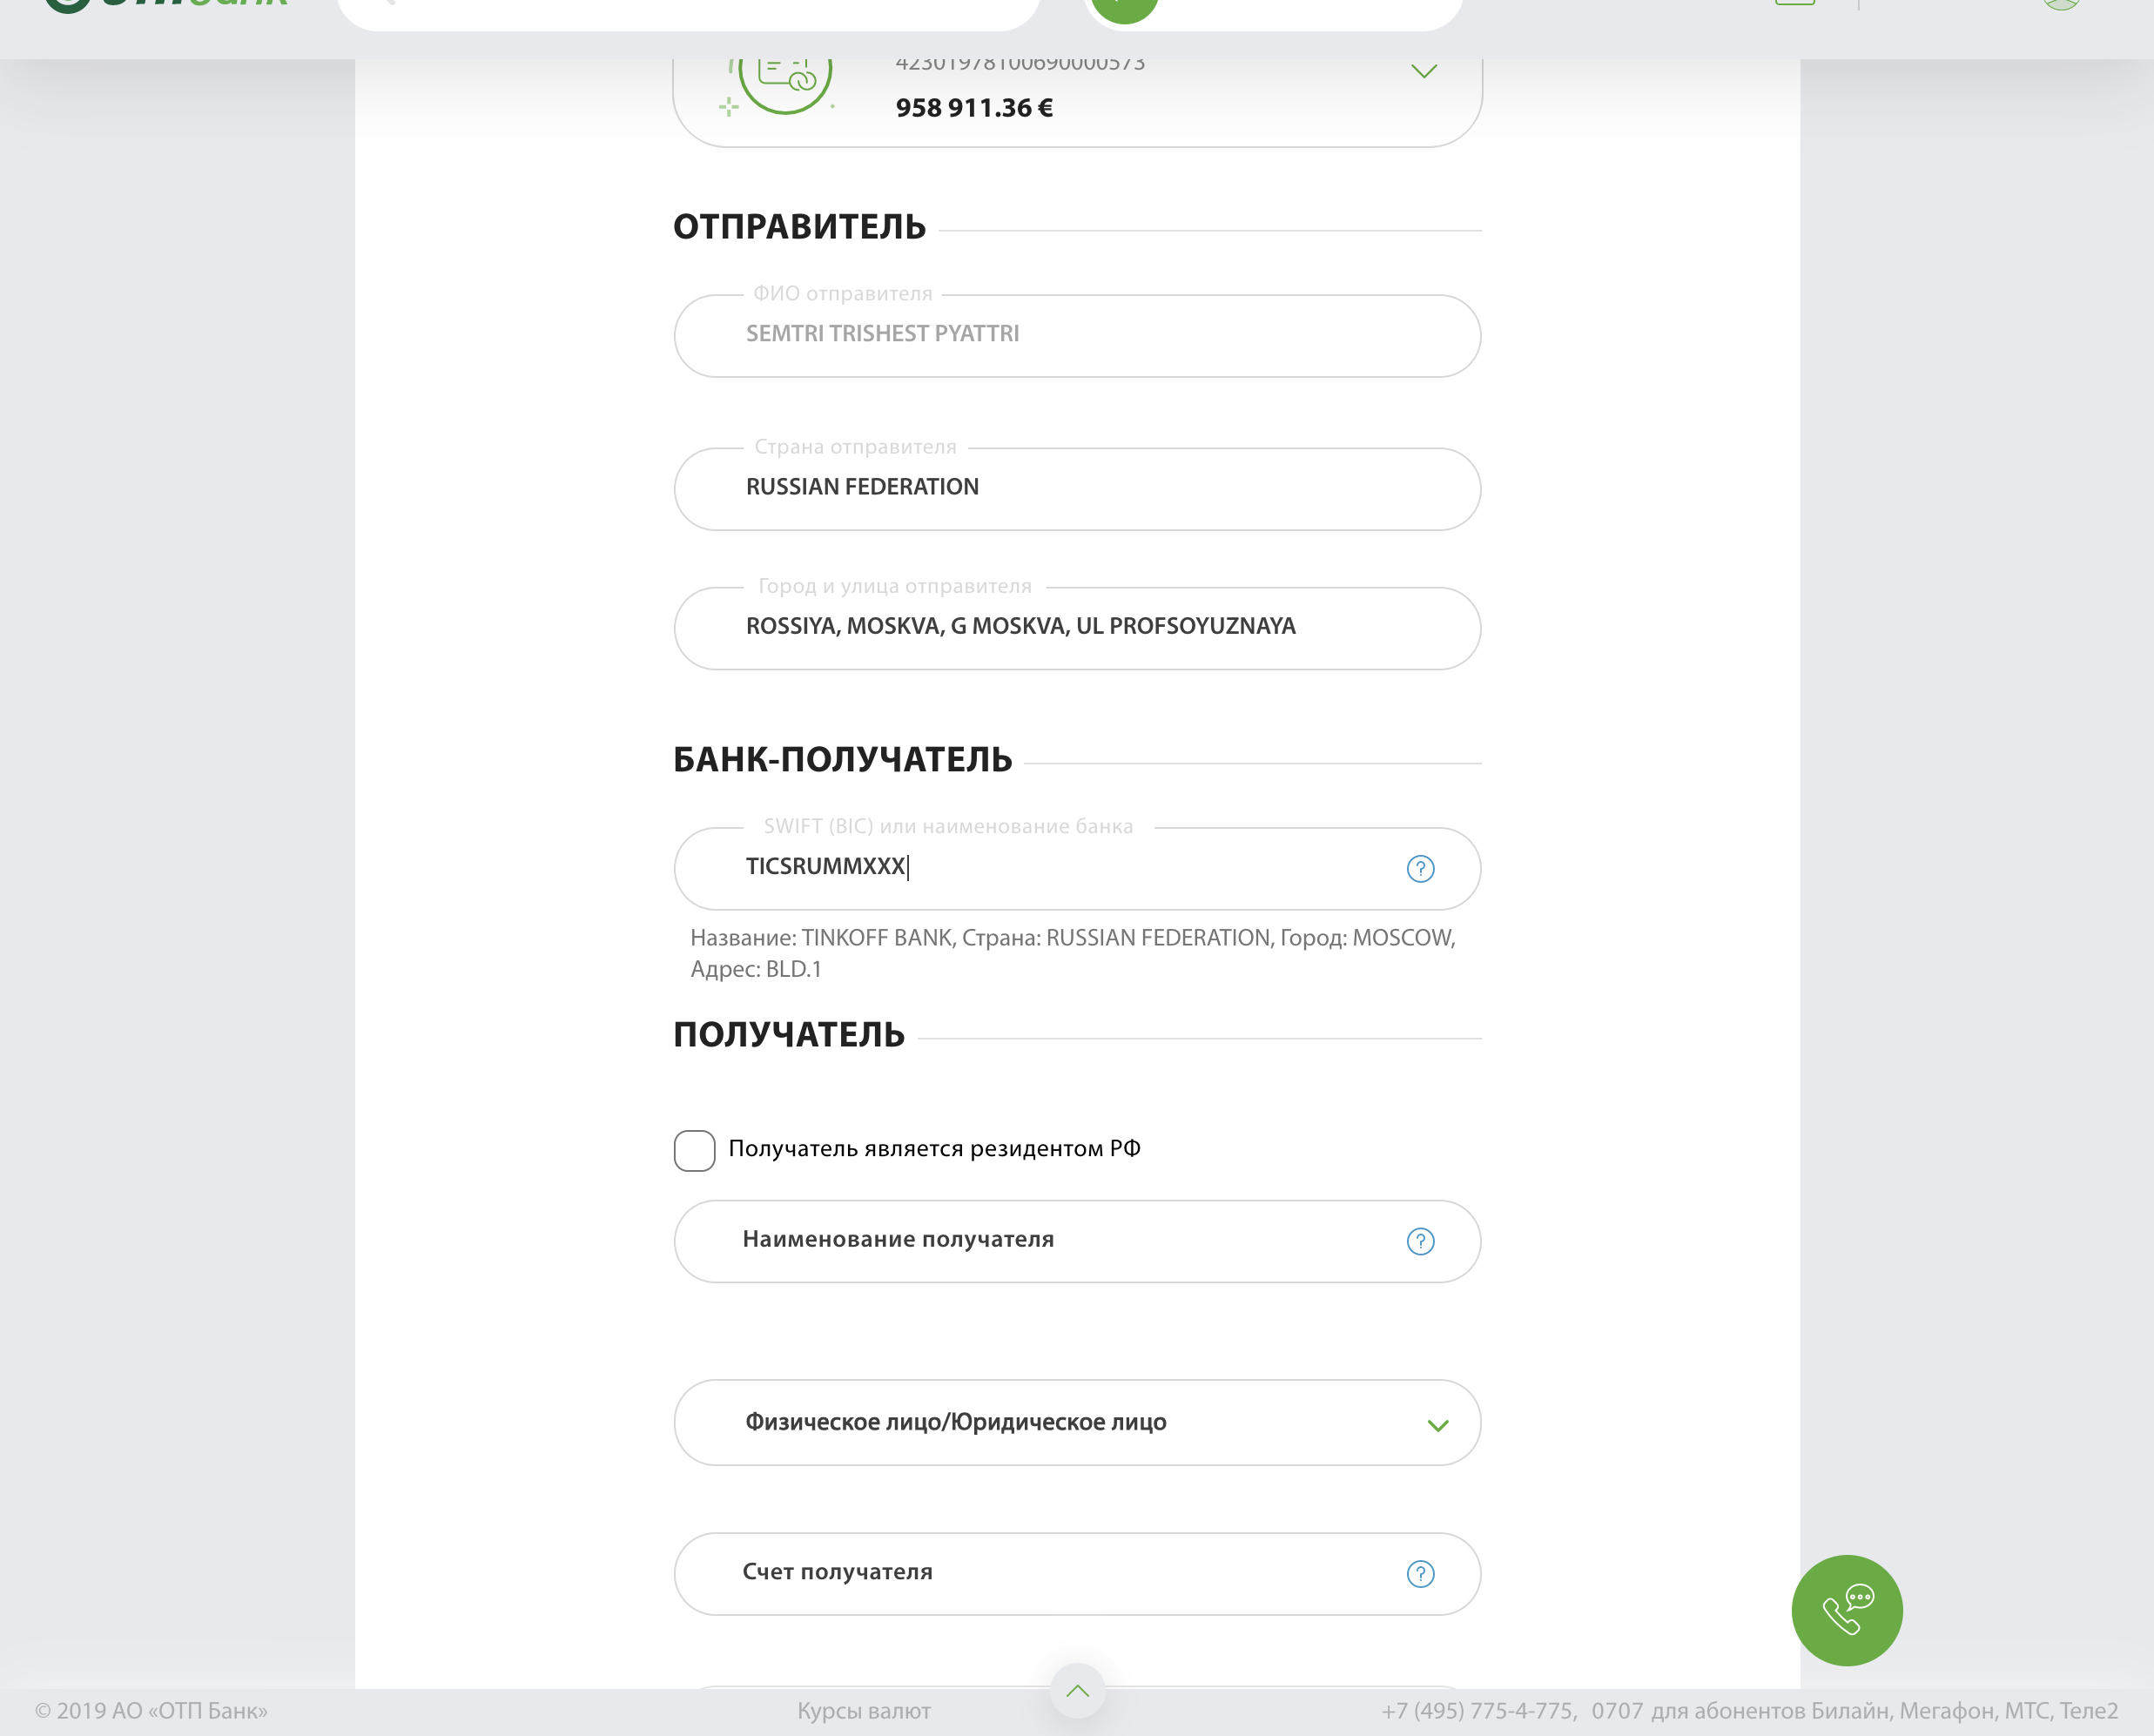 42301978100690000573
958 911.36 €
ОТПРАВИТЕЛЬ
ФИО отправителя
SEMTRI TRISHEST PYATTRI
Страна отправителя
RUSSIAN FEDERATION
Город и улица отправителя
ROSSIYA, MOSKVA, G MOSKVA, UL PROFSOYUZNAYA
БАНК-ПОЛУЧАТЕЛЬ
SWIFT (BIC) или наименование банка
TICSRUMMXXX
Название: TINKOFF BANK, Страна: RUSSIAN FEDERATION, Город: MOSCOW,
Адрес: BLD.1
ПОЛУЧАТЕЛЬ
Получатель является резидентом РФ
Наименование получателя
Физическое лицо/Юридическое лицо
Счет получателя
© 2019 АО «ОТП Банк» Курсы валют +7 (495) 775-4-775, 0707 для абонентов Билайн, Мегафон, МТС, Теле2